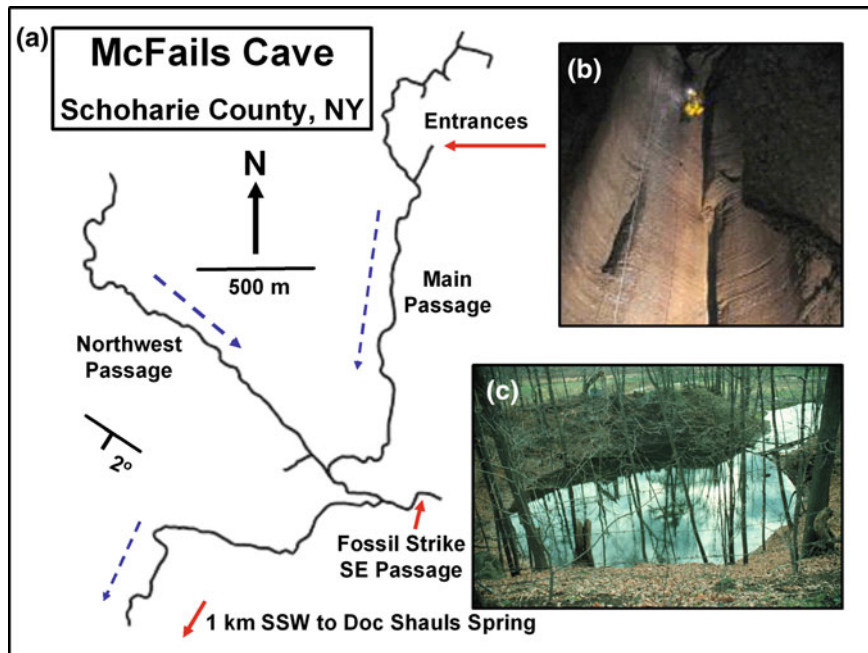 (a)
McFails Cave
Schoharie County, NY
(b)
Entrances
N
500 m
Main
Passage
Northwest
Passage
(c)
2o
Fossil Strike
SE Passage
1 km SSW to Doc Shauls Spring